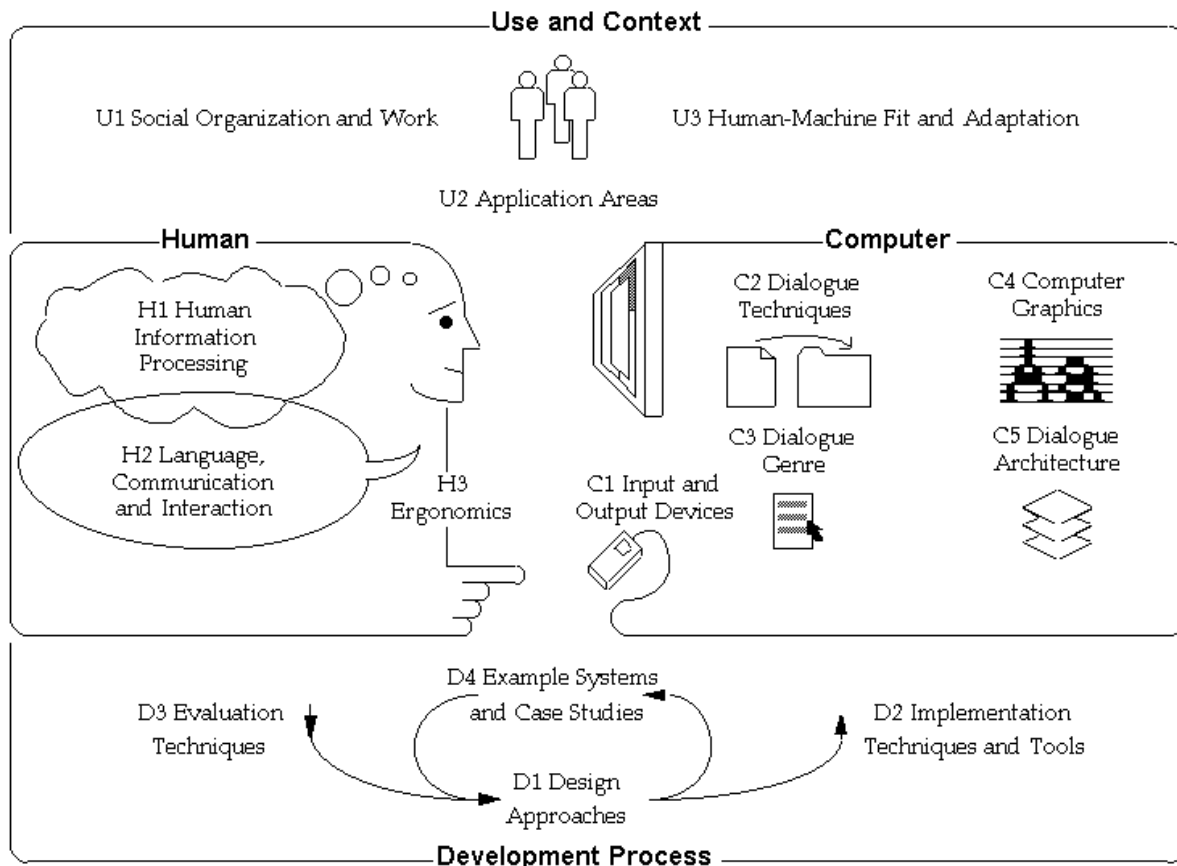 Use and Context
U1 Social Organization and Work
U3 Human-Machine Fit and Adaptation
U2 Application Areas
Human
H1 Human
Information
Processing
H2 Language,
Communication
and Interaction
H3
Ergonomics
Computer
C1 Input and
Output Devices
C2 Dialogue
Techniques
C3 Dialogue
Genre
C4 Computer
Graphics
C5 Dialogue
Architecture
D3 Evaluation
Techniques
D4 Example Systems
and Case Studies
D1 Design
Approaches
D2 Implementation
Techniques and Tools
Development Process